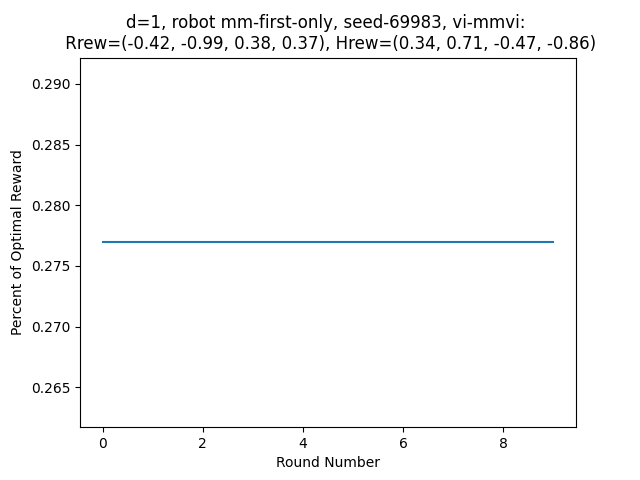 d=1, robot mm-first-only, seed-69983, vi-mmvi:
Rrew=(-0.42, -0.99, 0.38, 0.37), Hrew=(0.34, 0.71, -0.47, -0.86)
0.290
0.285
0.280
0.275
0.270
0.265
Percent of Optimal Reward
0 2 4 6 8
Round Number